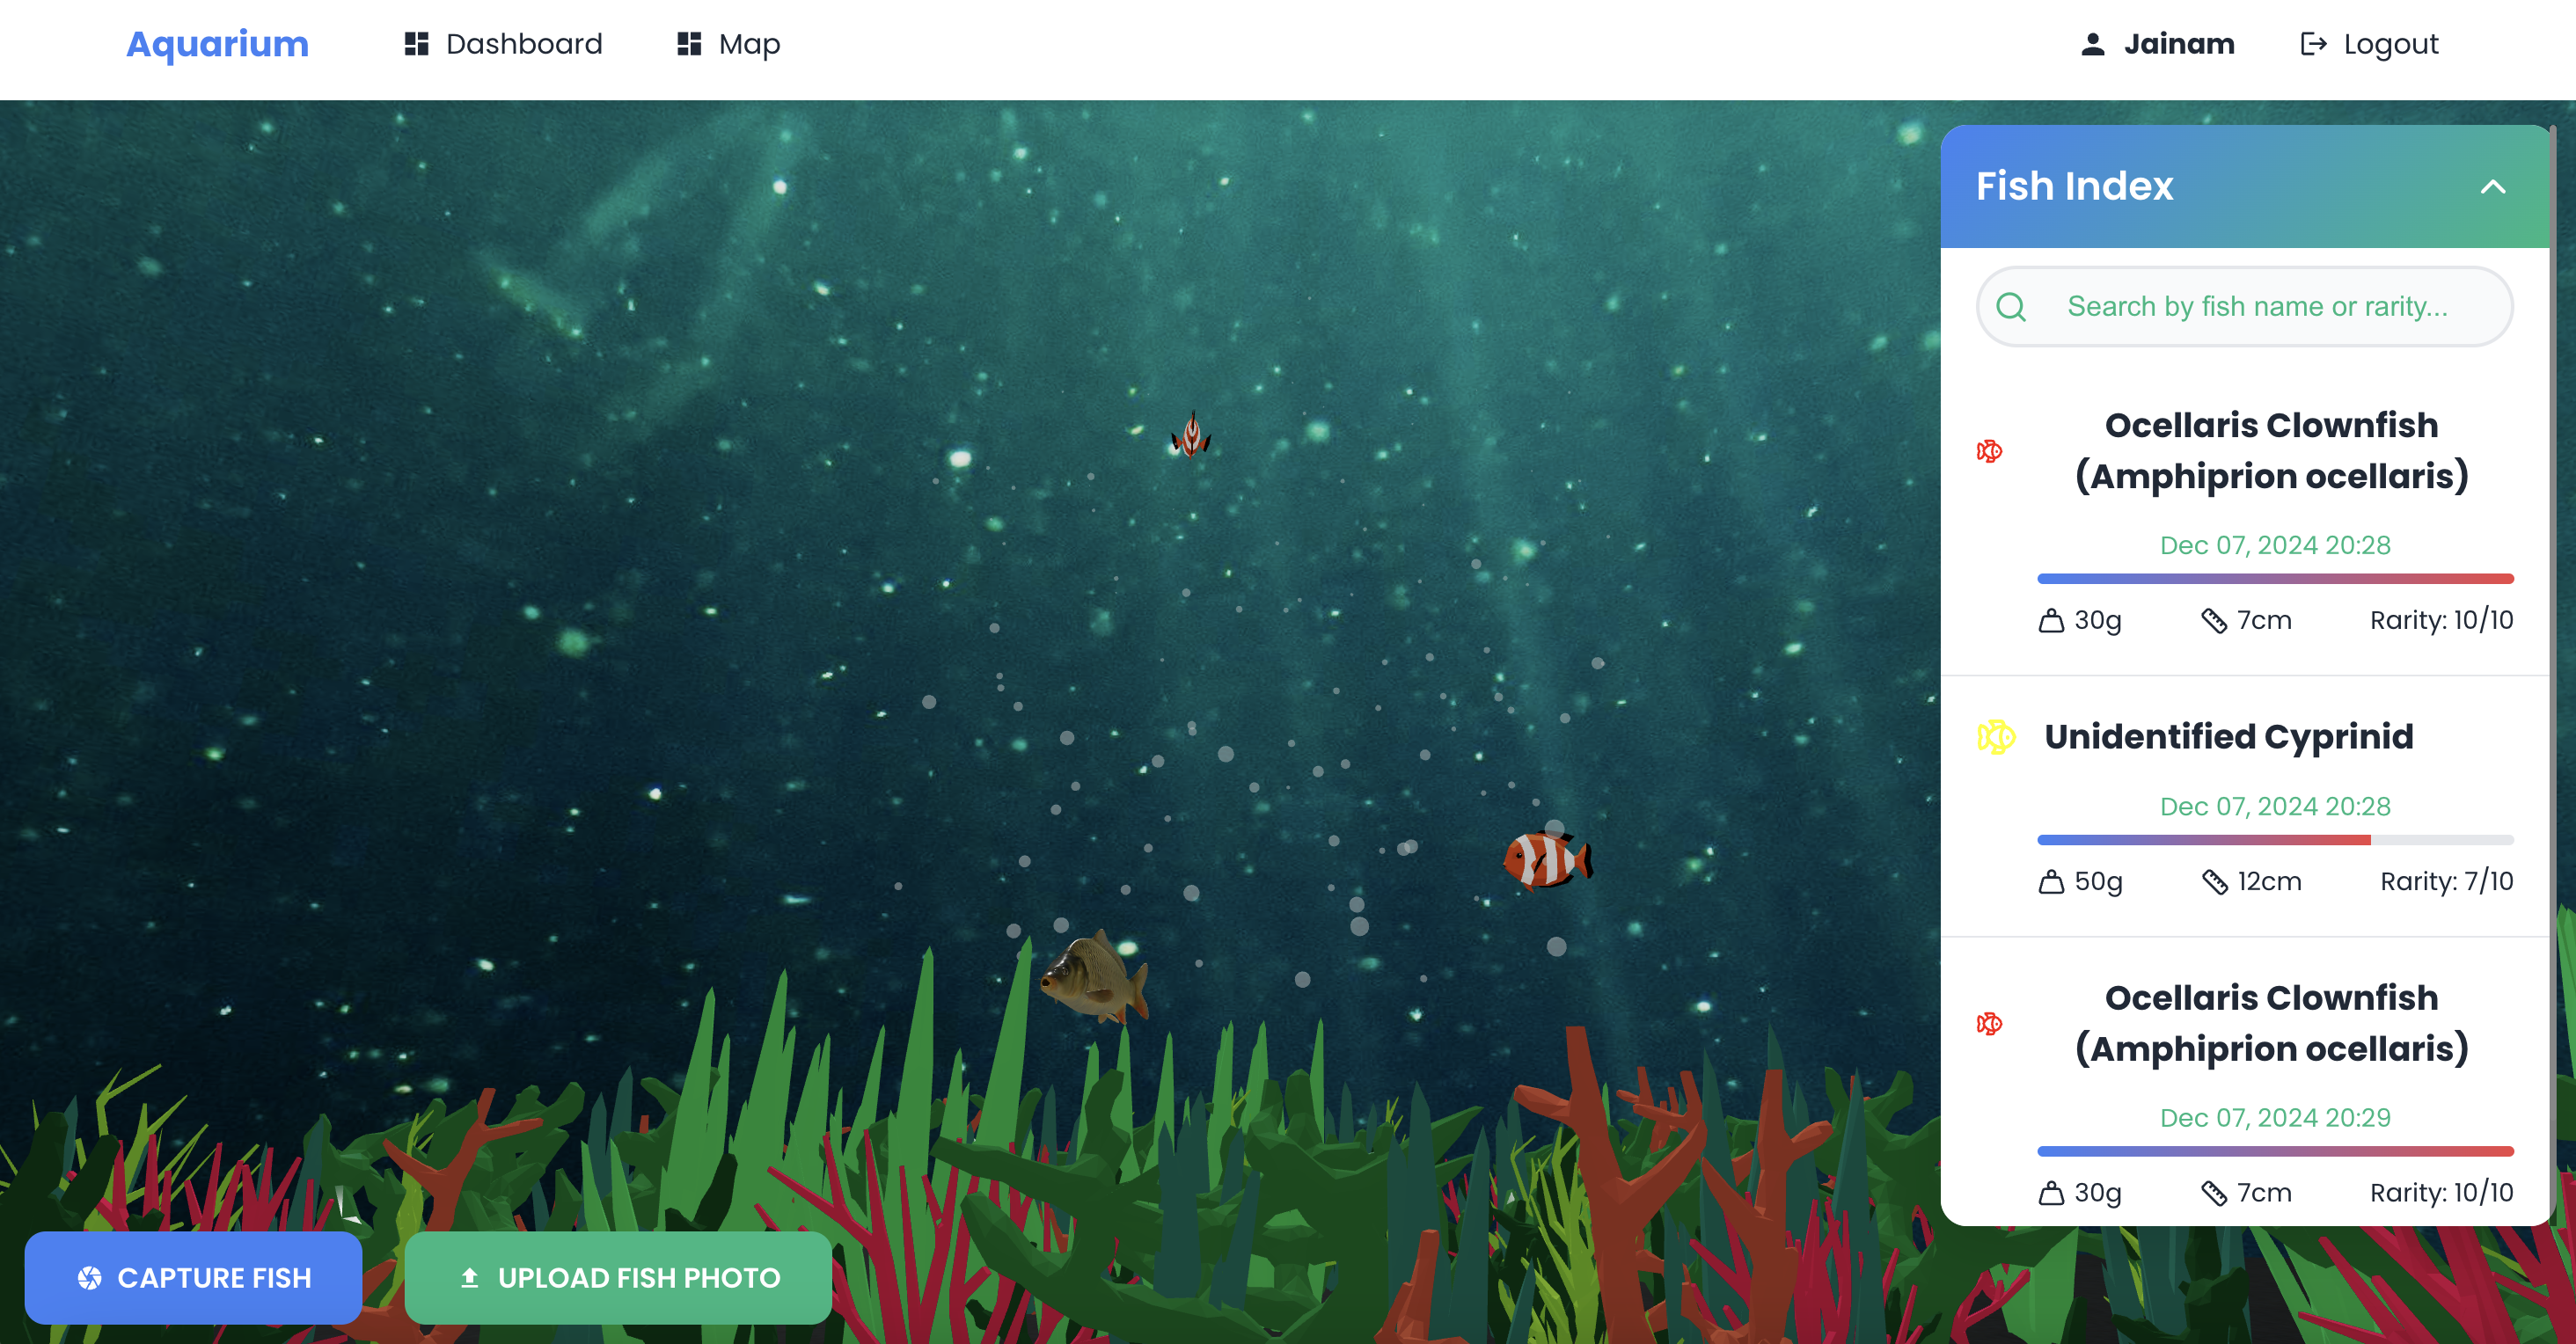 Aquarium Dashboard Map Jainam Logout
Fish Index
Search by fish name or rarity...
Ocellaris Clownfish
(Amphiprion ocellaris)
Dec 07, 2024 20:28
30g 7cm Rarity: 10/10
Unidentified Cyprinid
Dec 07, 2024 20:28
50g 12cm Rarity: 7/10
Ocellaris Clownfish
(Amphiprion ocellaris)
Dec 07, 2024 20:29
30g 7cm Rarity: 10/10
CAPTURE FISH UPLOAD FISH PHOTO